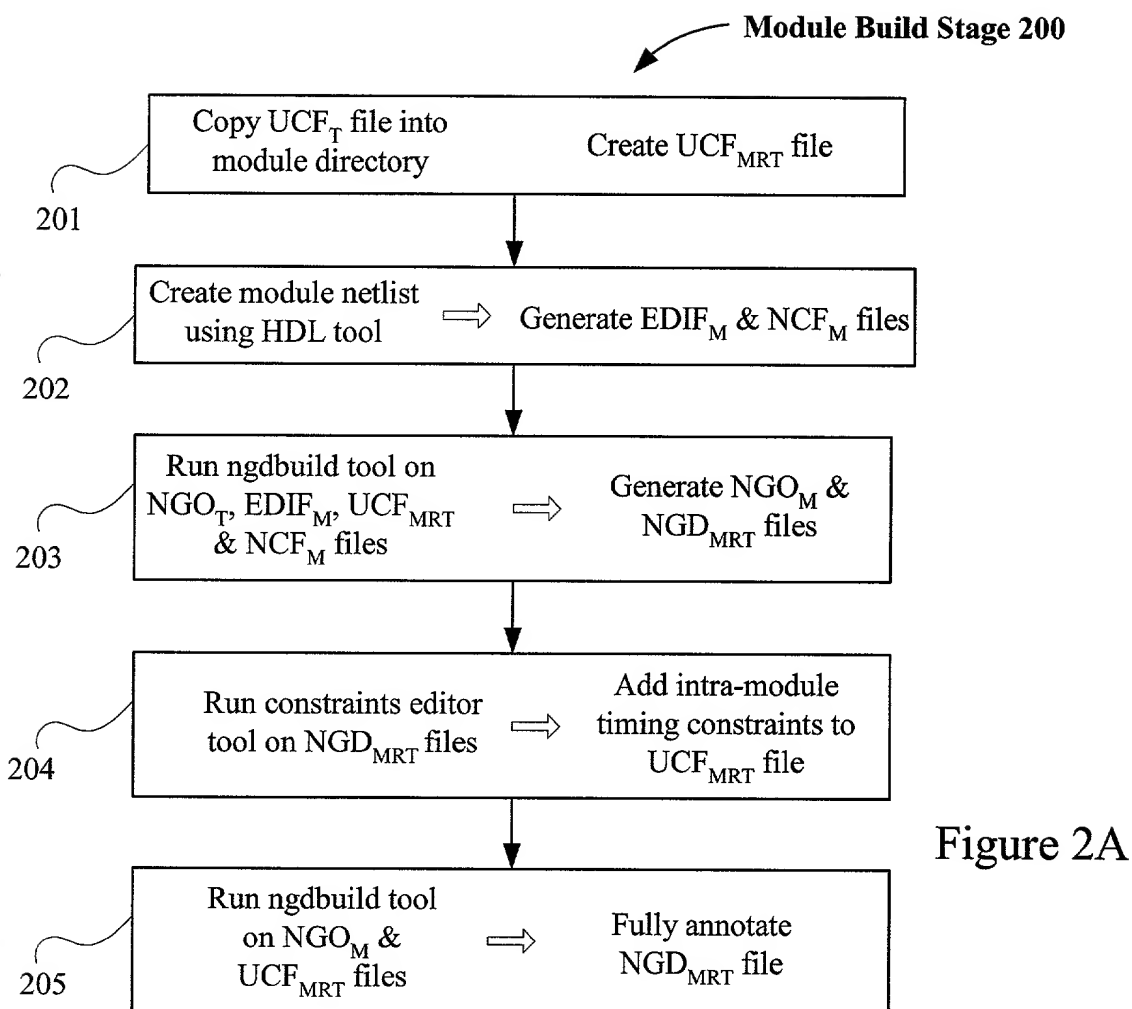 Module Build Stage 200
Copy UCF_T file into
module directory
Create UCF_MRT file
201
Create module netlist
using HDL tool
Generate EDIF_M & NCF_M files
202
Run ngdbuild tool on
NGO_T, EDIF_M, UCF_MRT
& NCF_M files
Generate NGO_M &
NGD_MRT files
203
Run constraints editor
tool on NGD_MRT files
Add intra-module
timing constraints to
UCF_MRT file
204
Figure 2A
Run ngdbuild tool
on NGO_M &
UCF_MRT files
Fully annotate
NGD_MRT file
205